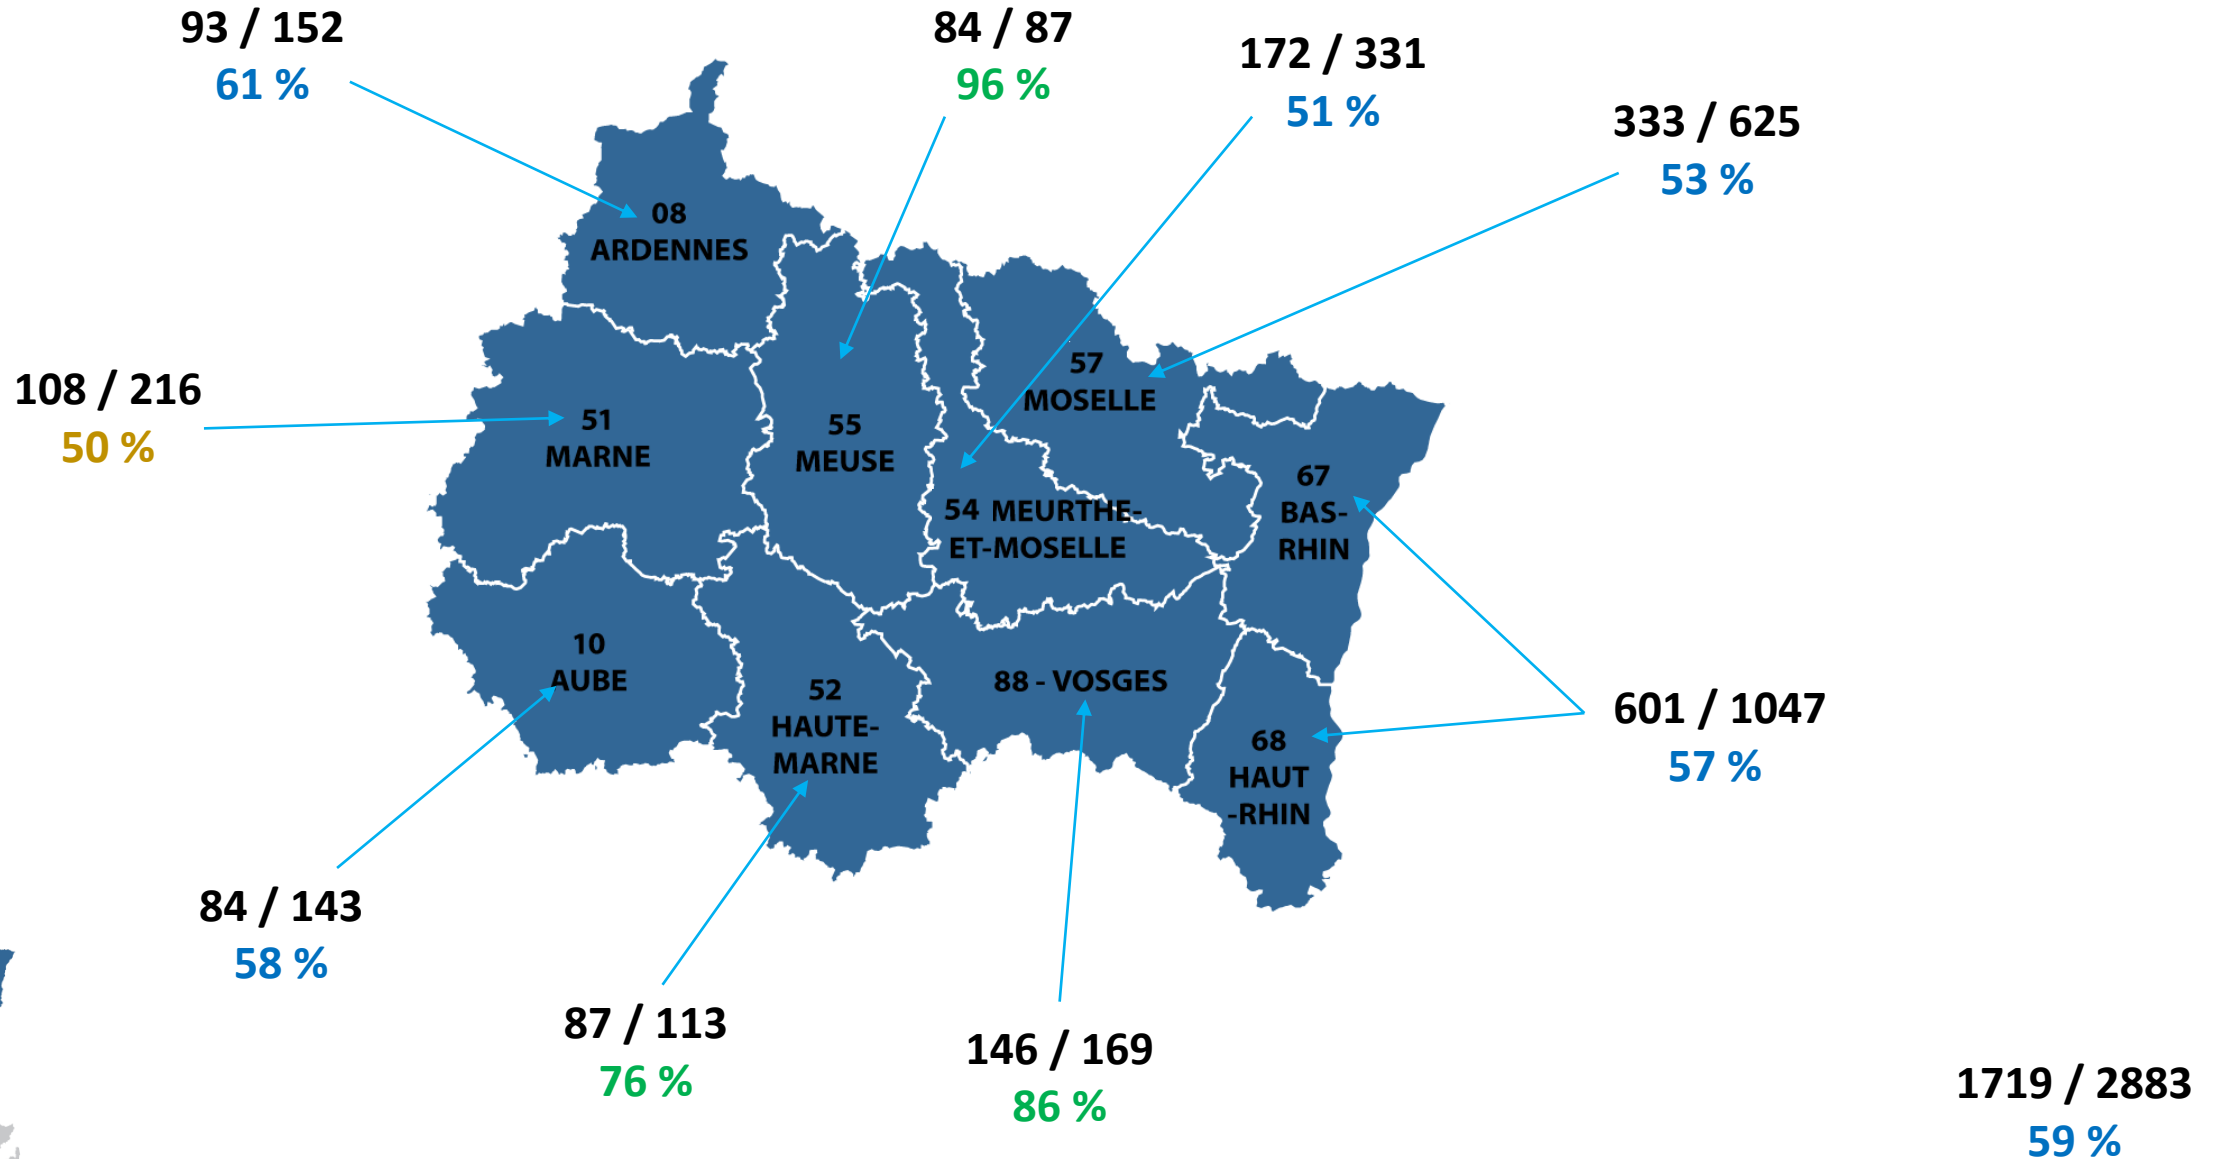 93 / 152
61 %
84 / 87
96 %
172 / 331
51 %
333 / 625
53 %
08
ARDENNES
108 / 216
50 %
51
MARNE
55
MEUSE
57
MOSELLE
54 MEURTHE-
ET-MOSELLE
67
BAS-
RHIN
10
AUBE
52
HAUTE-
MARNE
88 - VOSGES
68
HAUT
-RHIN
601 / 1047
57 %
84 / 143
58 %
87 / 113
76 %
146 / 169
86 %
1719 / 2883
59 %